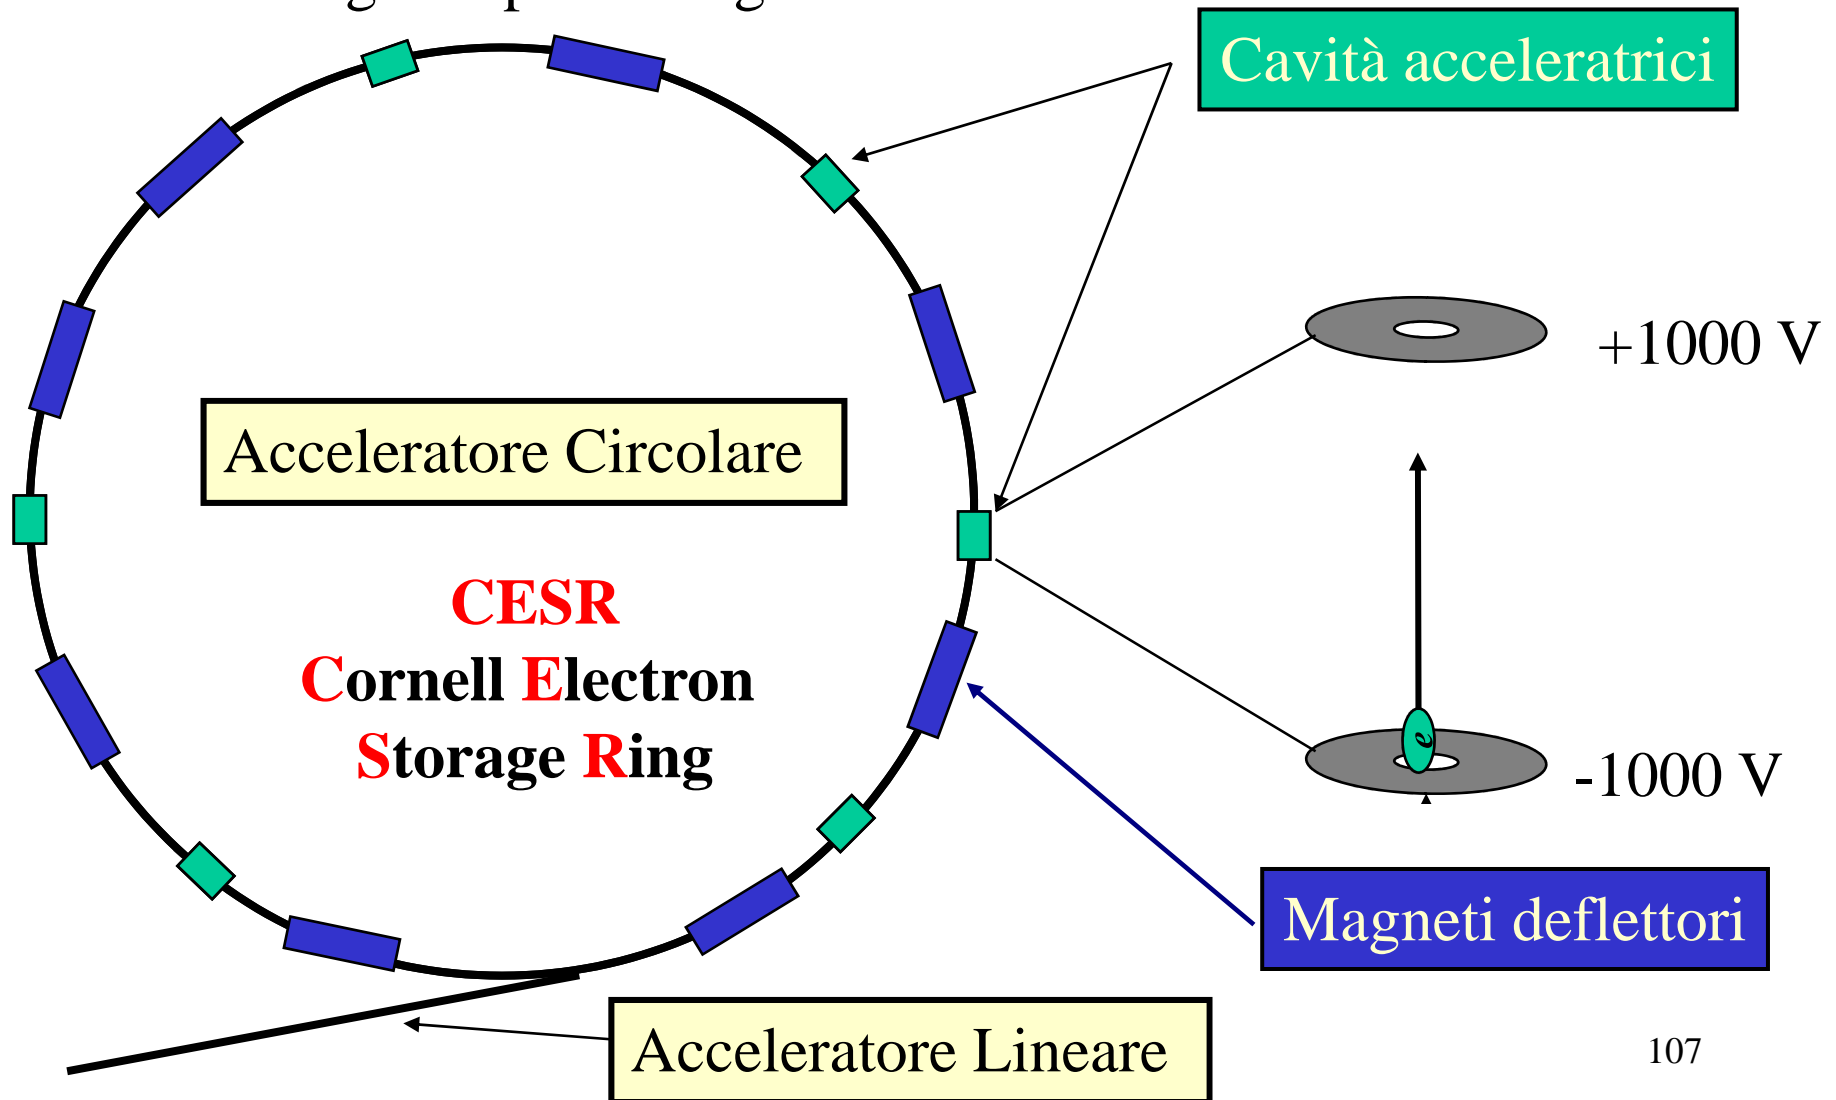 Cavità acceleratrici
+1000 V
Acceleratore Circolare
CESR
Cornell Electron
Storage Ring
e
-1000 V
Magneti deflettori
Acceleratore Lineare
107